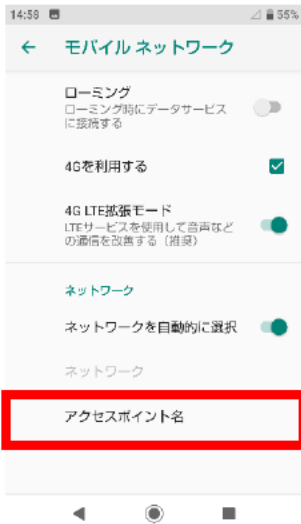 14:59 55%
モバイル ネットワーク
ローミング
ローミング時にデータサービス
に接続する
4Gを利用する
4G LTE拡張モード
LTEサービスを使用して音声など
の通信を改善する（推奨）
ネットワーク
ネットワークを自動的に選択
ネットワーク
アクセスポイント名